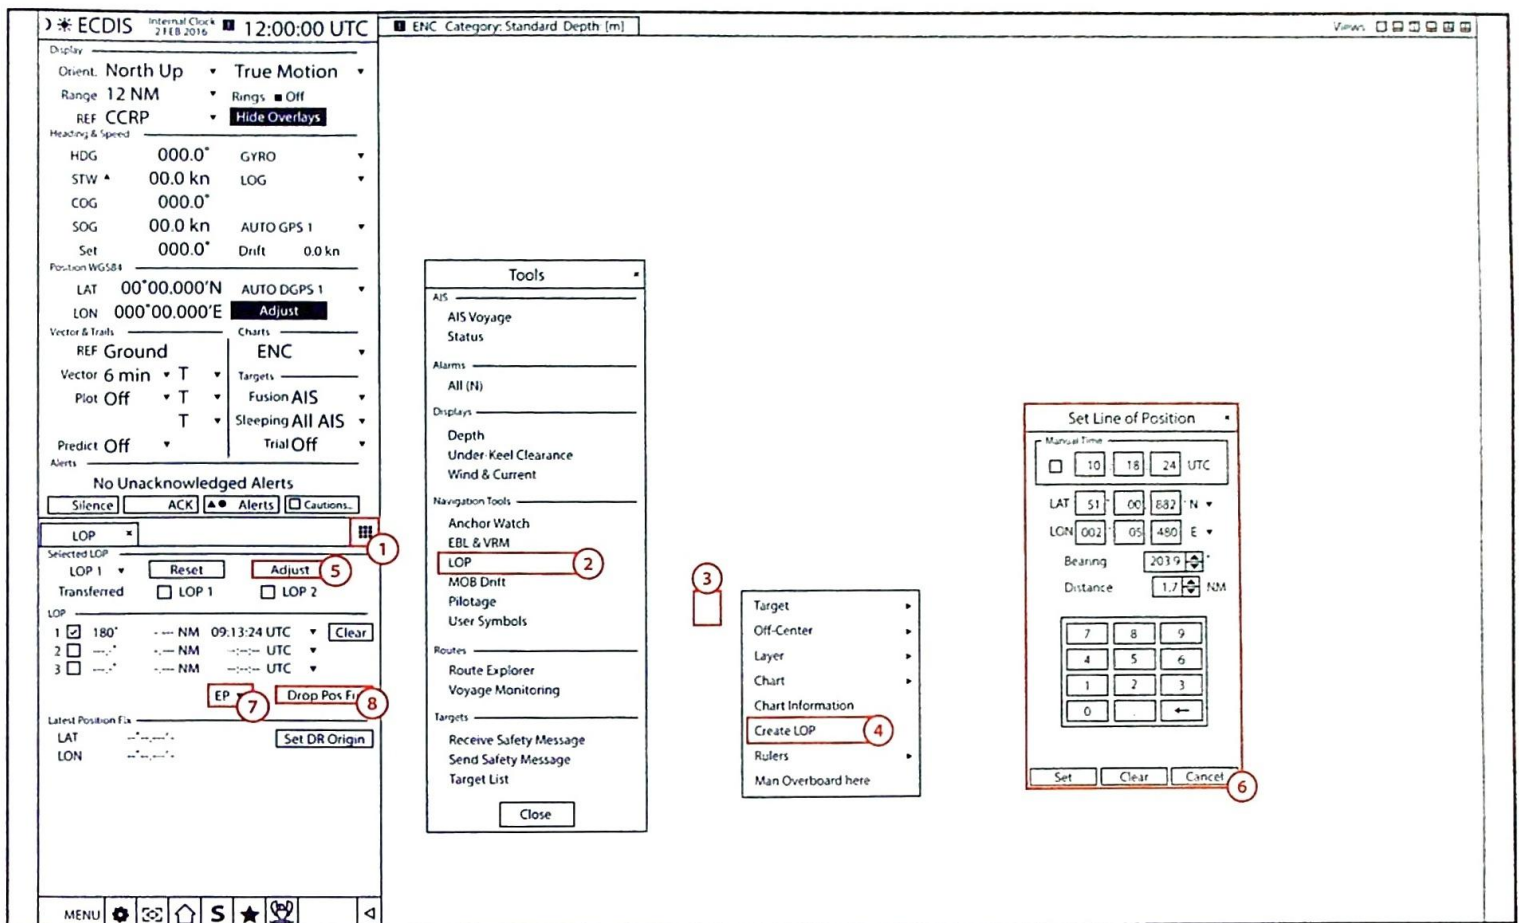 ECDIS Internal Clock 2 FEB 2016 12:00:00 UTC
ENC Category: Standard Depth [m]
Views
Display
Orient. North Up True Motion
Range 12 NM Rings Off
REF CCRP Hide Overlays
Heading & Speed
HDG 000.0° GYRO
STW 00.0 kn LOG
COG 000.0°
SOG 00.0 kn AUTO GPS 1
Set 000.0° Drift 0.0 kn
Position WGS84
LAT 00°00.000'N AUTO DGPS 1
LON 000°00.000'E Adjust
Vector & Trails Charts
REF Ground ENC
Vector 6 min T Targets
Plot Off T Fusion AIS
T Sleeping All AIS
Predict Off Trial Off
Alerts
No Unacknowledged Alerts
Silence ACK Alerts Cautions..
LOP
1
Selected LOP
LOP 1 Reset Adjust 5
Transferred LOP 1 LOP 2
LOP
1 180° -.-- NM 09:13:24 UTC Clear
2 ---.-° -.-- NM --:--:-- UTC
3 ---.-° -.-- NM --:--:-- UTC
EP 7 Drop Pos Fix 8
Latest Position Fix
LAT --°--.---'- Set DR Origin
LON --°--.---'-
MENU S
Tools
AIS
AIS Voyage
Status
Alarms
All (N)
Displays
Depth
Under-Keel Clearance
Wind & Current
Navigation Tools
Anchor Watch
EBL & VRM
LOP 2
MOB Drift
Pilotage
User Symbols
Routes
Route Explorer
Voyage Monitoring
Targets
Receive Safety Message
Send Safety Message
Target List
Close
3
Target
Off-Center
Layer
Chart
Chart Information
Create LOP 4
Rulers
Man Overboard here
Set Line of Position
Manual Time
10 18 24 UTC
LAT 51° 00. 882' N
LON 002° 05. 480 E
Bearing 203.9 °
Distance 1.7 NM
7 8 9
4 5 6
1 2 3
0 . ←
Set Clear Cancel
6